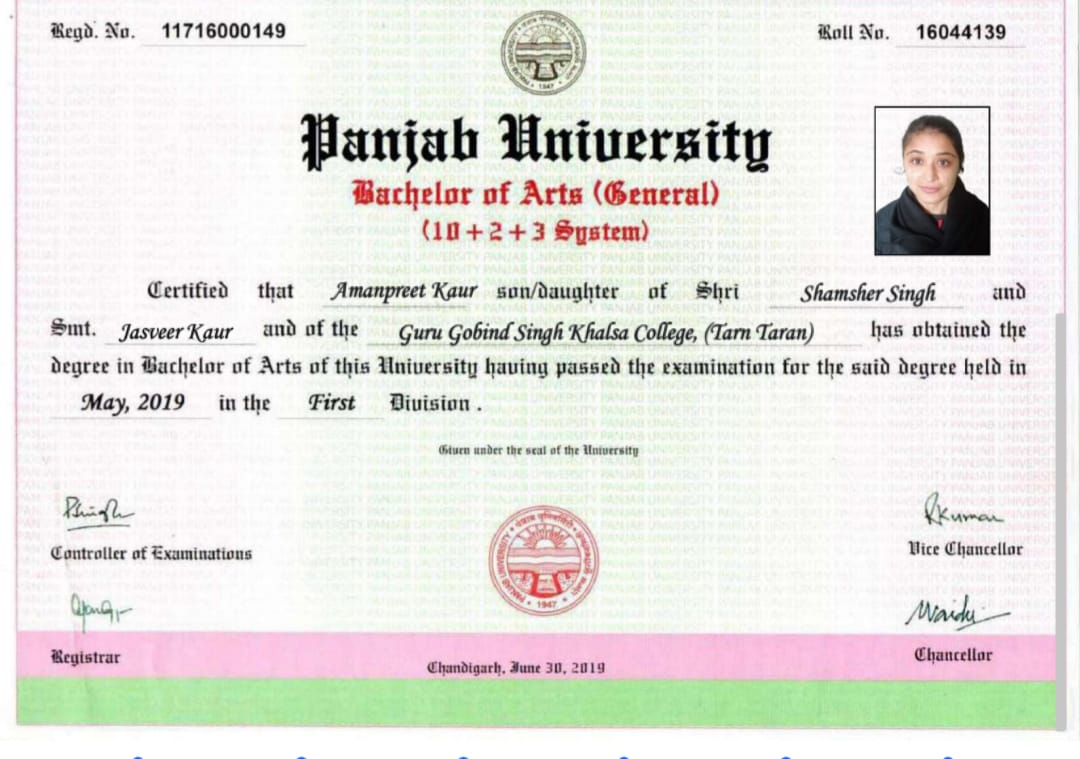 Regd. No. 11716000149 Roll No. 16044139
Panjab University
Bachelor of Arts (General)
(10+2+3 System)
Certified that Amanpreet Kaur son/daughter of Shri Shamsher Singh and
Smt. Jasveer Kaur and of the Guru Gobind Singh Khalsa College, (Tarn Taran) has obtained the
degree in Bachelor of Arts of this University having passed the examination for the said degree held in
May, 2019 in the First Division .
Given under the seal of the University
PANJAB UNIVERSITY
1947
RKumar
Controller of Examinations Vice Chancellor
Registrar Chancellor
Chandigarh, June 30, 2019